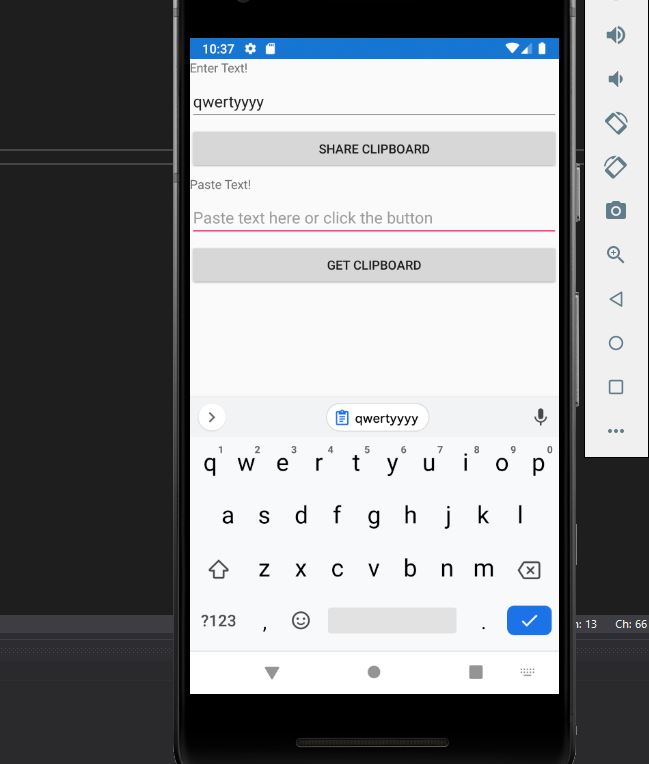 10:37
Enter Text!
qwertyyyy
SHARE CLIPBOARD
Paste Text!
Paste text here or click the button
GET CLIPBOARD
qwertyyyy
1 2 3 4 5 6 7 8 9 0
q w e r t y u i o p
a s d f g h j k l
z x c v b n m
?123 , .
: 13 Ch: 66